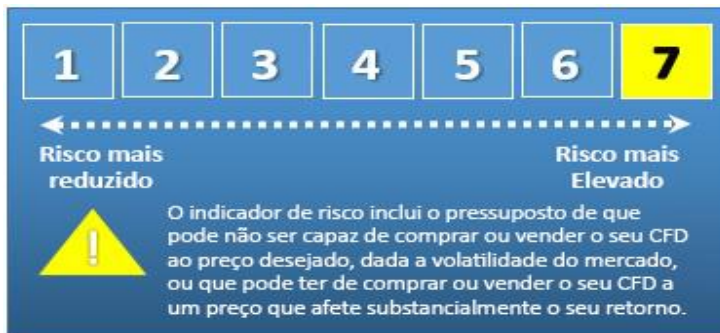 1 2 3 4 5 6 7
Risco mais Risco mais
reduzido Elevado
!
O indicador de risco inclui o pressuposto de que
pode não ser capaz de comprar ou vender o seu CFD
ao preço desejado, dada a volatilidade do mercado,
ou que pode ter de comprar ou vender o seu CFD a
um preço que afete substancialmente o seu retorno.